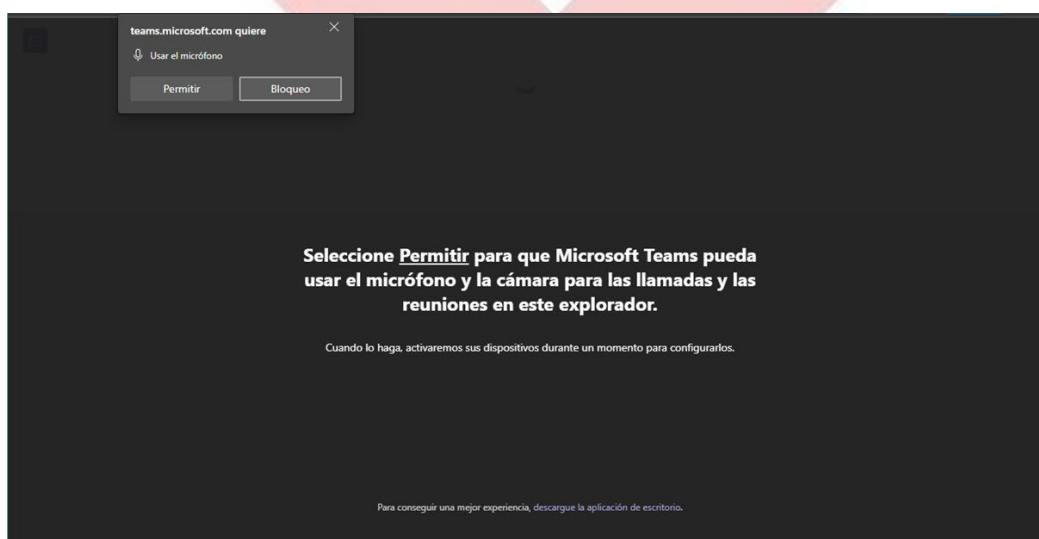 teams.microsoft.com quiere
Usar el micrófono
Permitir
Bloqueo
Seleccione Permitir para que Microsoft Teams pueda
usar el micrófono y la cámara para las llamadas y las
reuniones en este explorador.
Cuando lo haga, activaremos sus dispositivos durante un momento para configurarlos.
Para conseguir una mejor experiencia, descargue la aplicación de escritorio.